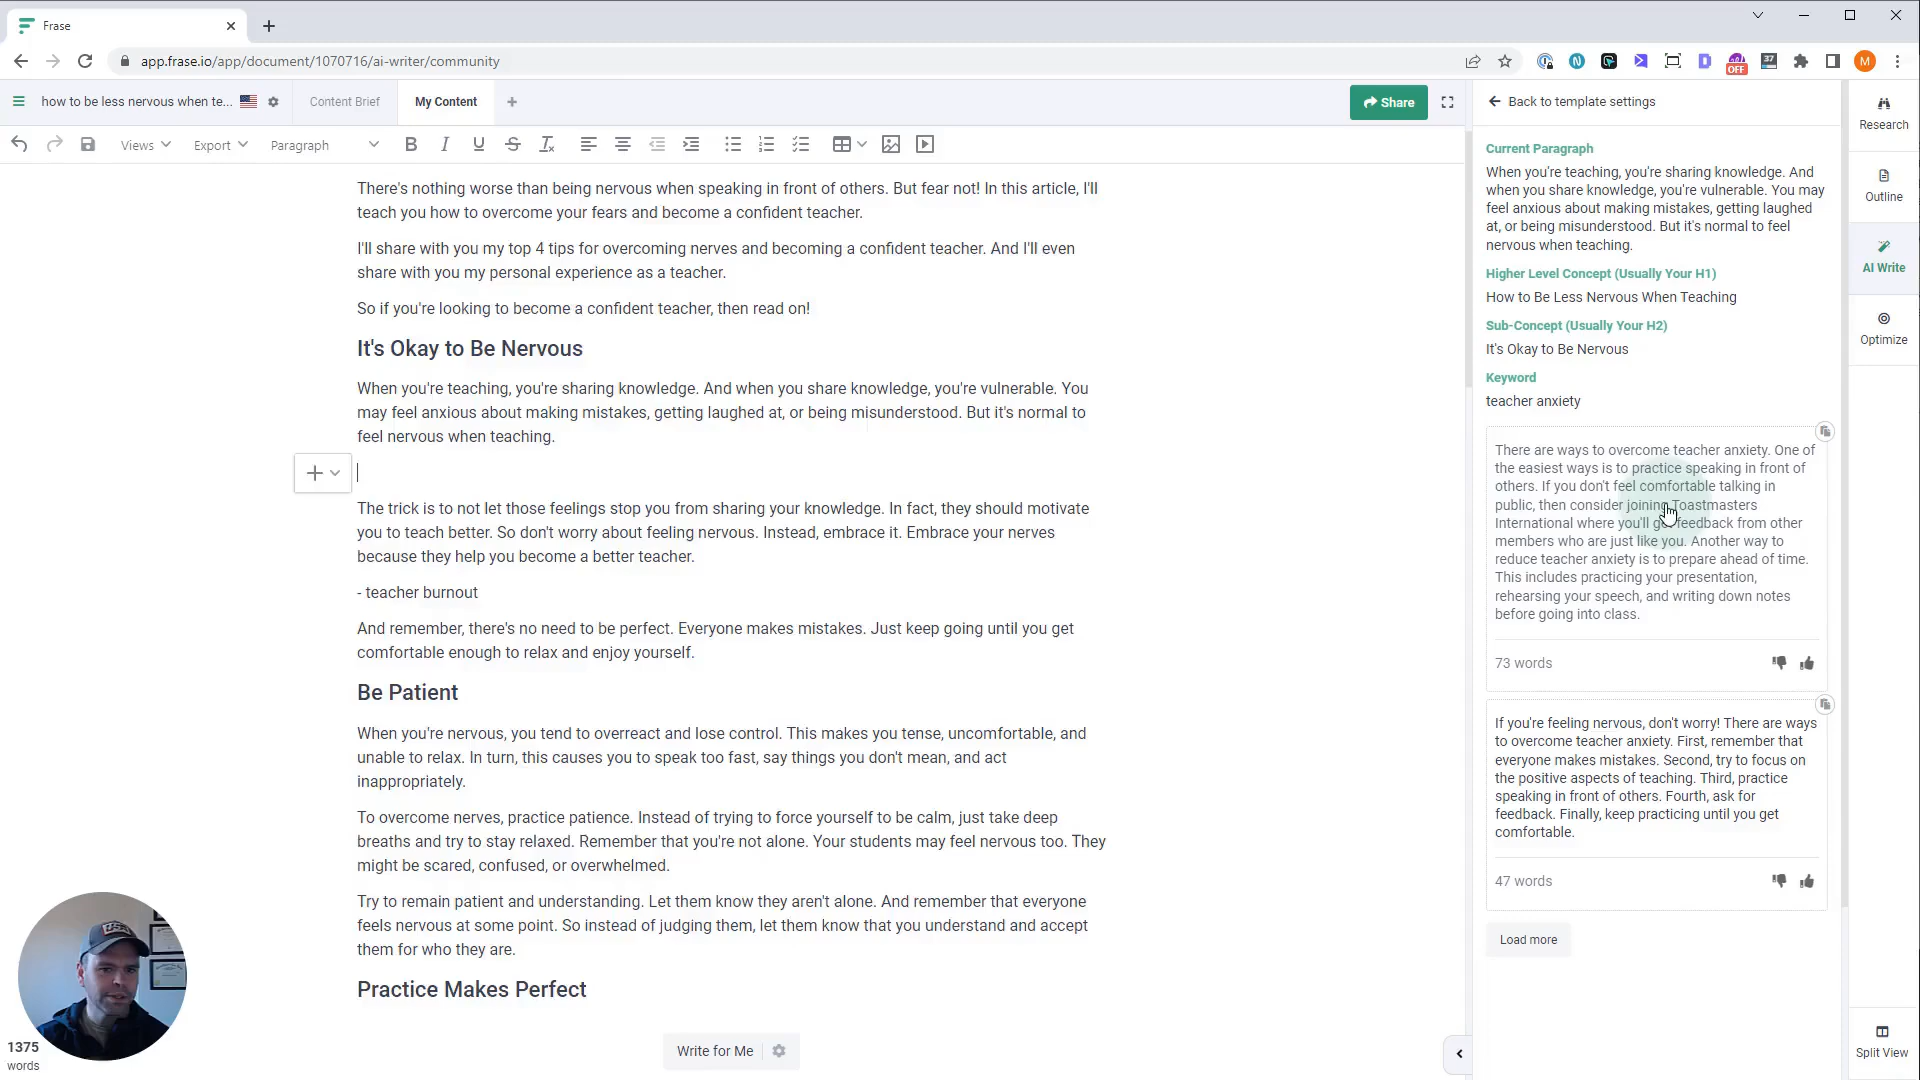 Frase
app.frase.io/app/document/1070716/ai-writer/community
OFF
37
M
how to be less nervous when te...
Content Brief
My Content
Share
Back to template settings
Research
Views
Export
Paragraph
There's nothing worse than being nervous when speaking in front of others. But fear not! In this article, I'll
teach you how to overcome your fears and become a confident teacher.
I'll share with you my top 4 tips for overcoming nerves and becoming a confident teacher. And I'll even
share with you my personal experience as a teacher.
So if you're looking to become a confident teacher, then read on!
It's Okay to Be Nervous
When you're teaching, you're sharing knowledge. And when you share knowledge, you're vulnerable. You
may feel anxious about making mistakes, getting laughed at, or being misunderstood. But it's normal to
feel nervous when teaching.
The trick is to not let those feelings stop you from sharing your knowledge. In fact, they should motivate
you to teach better. So don't worry about feeling nervous. Instead, embrace it. Embrace your nerves
because they help you become a better teacher.
- teacher burnout
And remember, there's no need to be perfect. Everyone makes mistakes. Just keep going until you get
comfortable enough to relax and enjoy yourself.
Be Patient
When you're nervous, you tend to overreact and lose control. This makes you tense, uncomfortable, and
unable to relax. In turn, this causes you to speak too fast, say things you don't mean, and act
inappropriately.
To overcome nerves, practice patience. Instead of trying to force yourself to be calm, just take deep
breaths and try to stay relaxed. Remember that you're not alone. Your students may feel nervous too. They
might be scared, confused, or overwhelmed.
Try to remain patient and understanding. Let them know they aren't alone. And remember that everyone
feels nervous at some point. So instead of judging them, let them know that you understand and accept
them for who they are.
Practice Makes Perfect
Write for Me
1375
words
Current Paragraph
When you're teaching, you're sharing knowledge. And
when you share knowledge, you're vulnerable. You may
feel anxious about making mistakes, getting laughed
at, or being misunderstood. But it's normal to feel
nervous when teaching.
Higher Level Concept (Usually Your H1)
How to Be Less Nervous When Teaching
Sub-Concept (Usually Your H2)
It's Okay to Be Nervous
Keyword
teacher anxiety
There are ways to overcome teacher anxiety. One of
the easiest ways is to practice speaking in front of
others. If you don't feel comfortable talking in
public, then consider joining Toastmasters
International where you'll get feedback from other
members who are just like you. Another way to
reduce teacher anxiety is to prepare ahead of time.
This includes practicing your presentation,
rehearsing your speech, and writing down notes
before going into class.
73 words
If you're feeling nervous, don't worry! There are ways
to overcome teacher anxiety. First, remember that
everyone makes mistakes. Second, try to focus on
the positive aspects of teaching. Third, practice
speaking in front of others. Fourth, ask for
feedback. Finally, keep practicing until you get
comfortable.
47 words
Load more
Outline
AI Write
Optimize
Split View